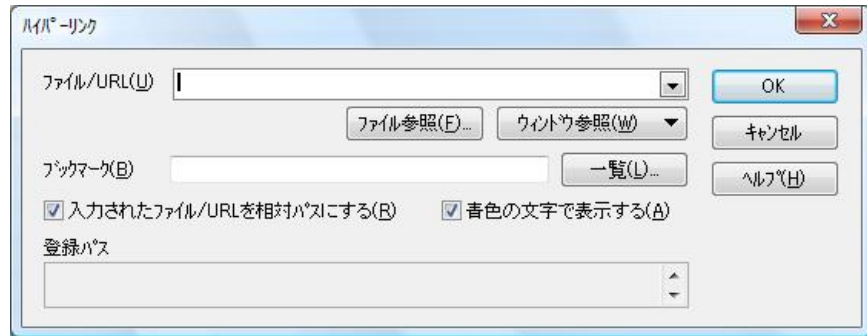 ﾊｲﾊﾟｰﾘﾝｸ
ファイル/URL(U)
OK
ファイル参照(F)...
ウィンドウ参照(W)
キャンセル
ブックマーク(B)
一覧(L)...
ヘルプ(H)
入力されたファイル/URLを相対パスにする(R)
青色の文字で表示する(A)
登録パス